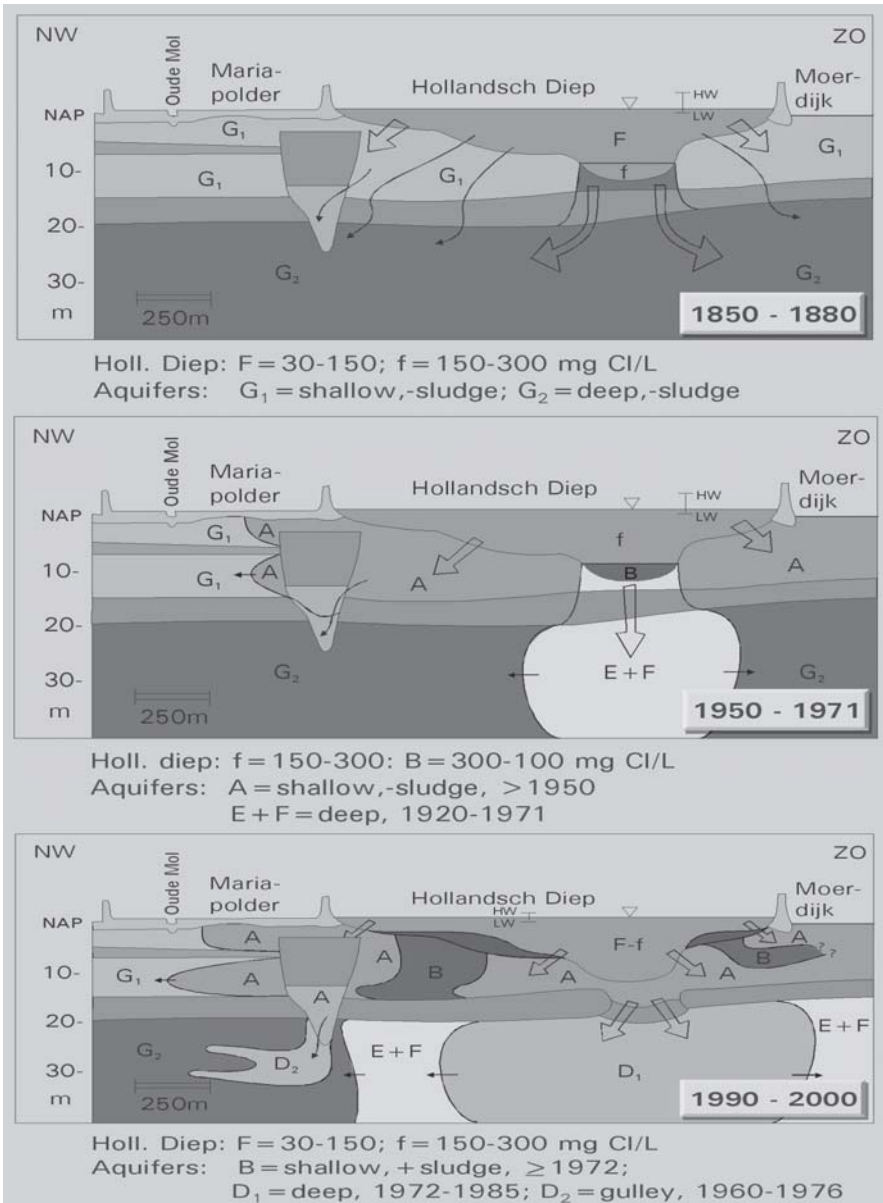 NW ZO
Oude Mol
Maria-
polder
Hollandsch Diep
Moer-
dijk
HW
LW
NAP
G₁ F G₁
f
10-
G₁ G₁
20-
G₂ G₂
30-
m
250m
1850 - 1880
Holl. Diep: F=30-150; f=150-300 mg Cl/L
Aquifers: G₁=shallow,-sludge; G₂=deep,-sludge
NW ZO
Oude Mol
Maria-
polder
Hollandsch Diep
Moer-
dijk
HW
LW
NAP
G₁ A f
A
10-
G₁ A A B
20-
G₂ E+F G₂
30-
m
250m
1950 - 1971
Holl. diep: f=150-300: B=300-100 mg Cl/L
Aquifers: A=shallow,-sludge, >1950
E+F=deep, 1920-1971
NW ZO
Oude Mol
Maria-
polder
Hollandsch Diep
Moer-
dijk
HW
LW
NAP
A F-f A
A B ? ?
10-
G₁ A B A A
A
20-
E+F
G₂ E+F
D₂ D₁
30-
m
250m
1990 - 2000
Holl. Diep: F=30-150; f=150-300 mg Cl/L
Aquifers: B=shallow, +sludge, ≥1972;
D₁=deep, 1972-1985; D₂=gulley, 1960-1976